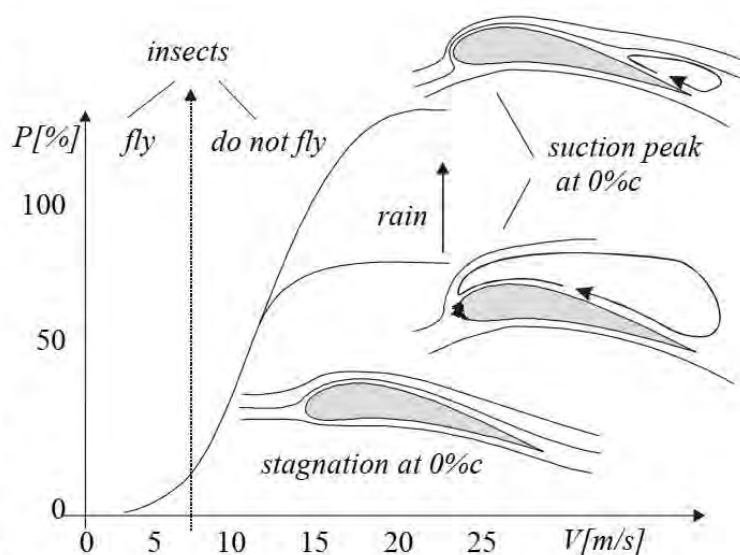 insects
P[%]
fly
do not fly
suction peak
at 0%c
100
rain
50
stagnation at 0%c
0
0 5 10 15 20 25 V[m/s]